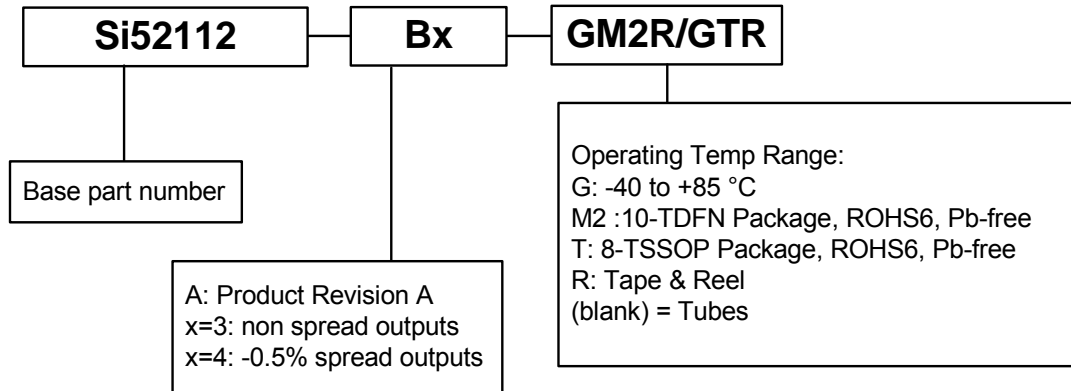 Si52112
Bx
GM2R/GTR
Base part number
A: Product Revision A
x=3: non spread outputs
x=4: -0.5% spread outputs
Operating Temp Range:
G: -40 to +85 °C
M2 :10-TDFN Package, ROHS6, Pb-free
T: 8-TSSOP Package, ROHS6, Pb-free
R: Tape & Reel
(blank) = Tubes